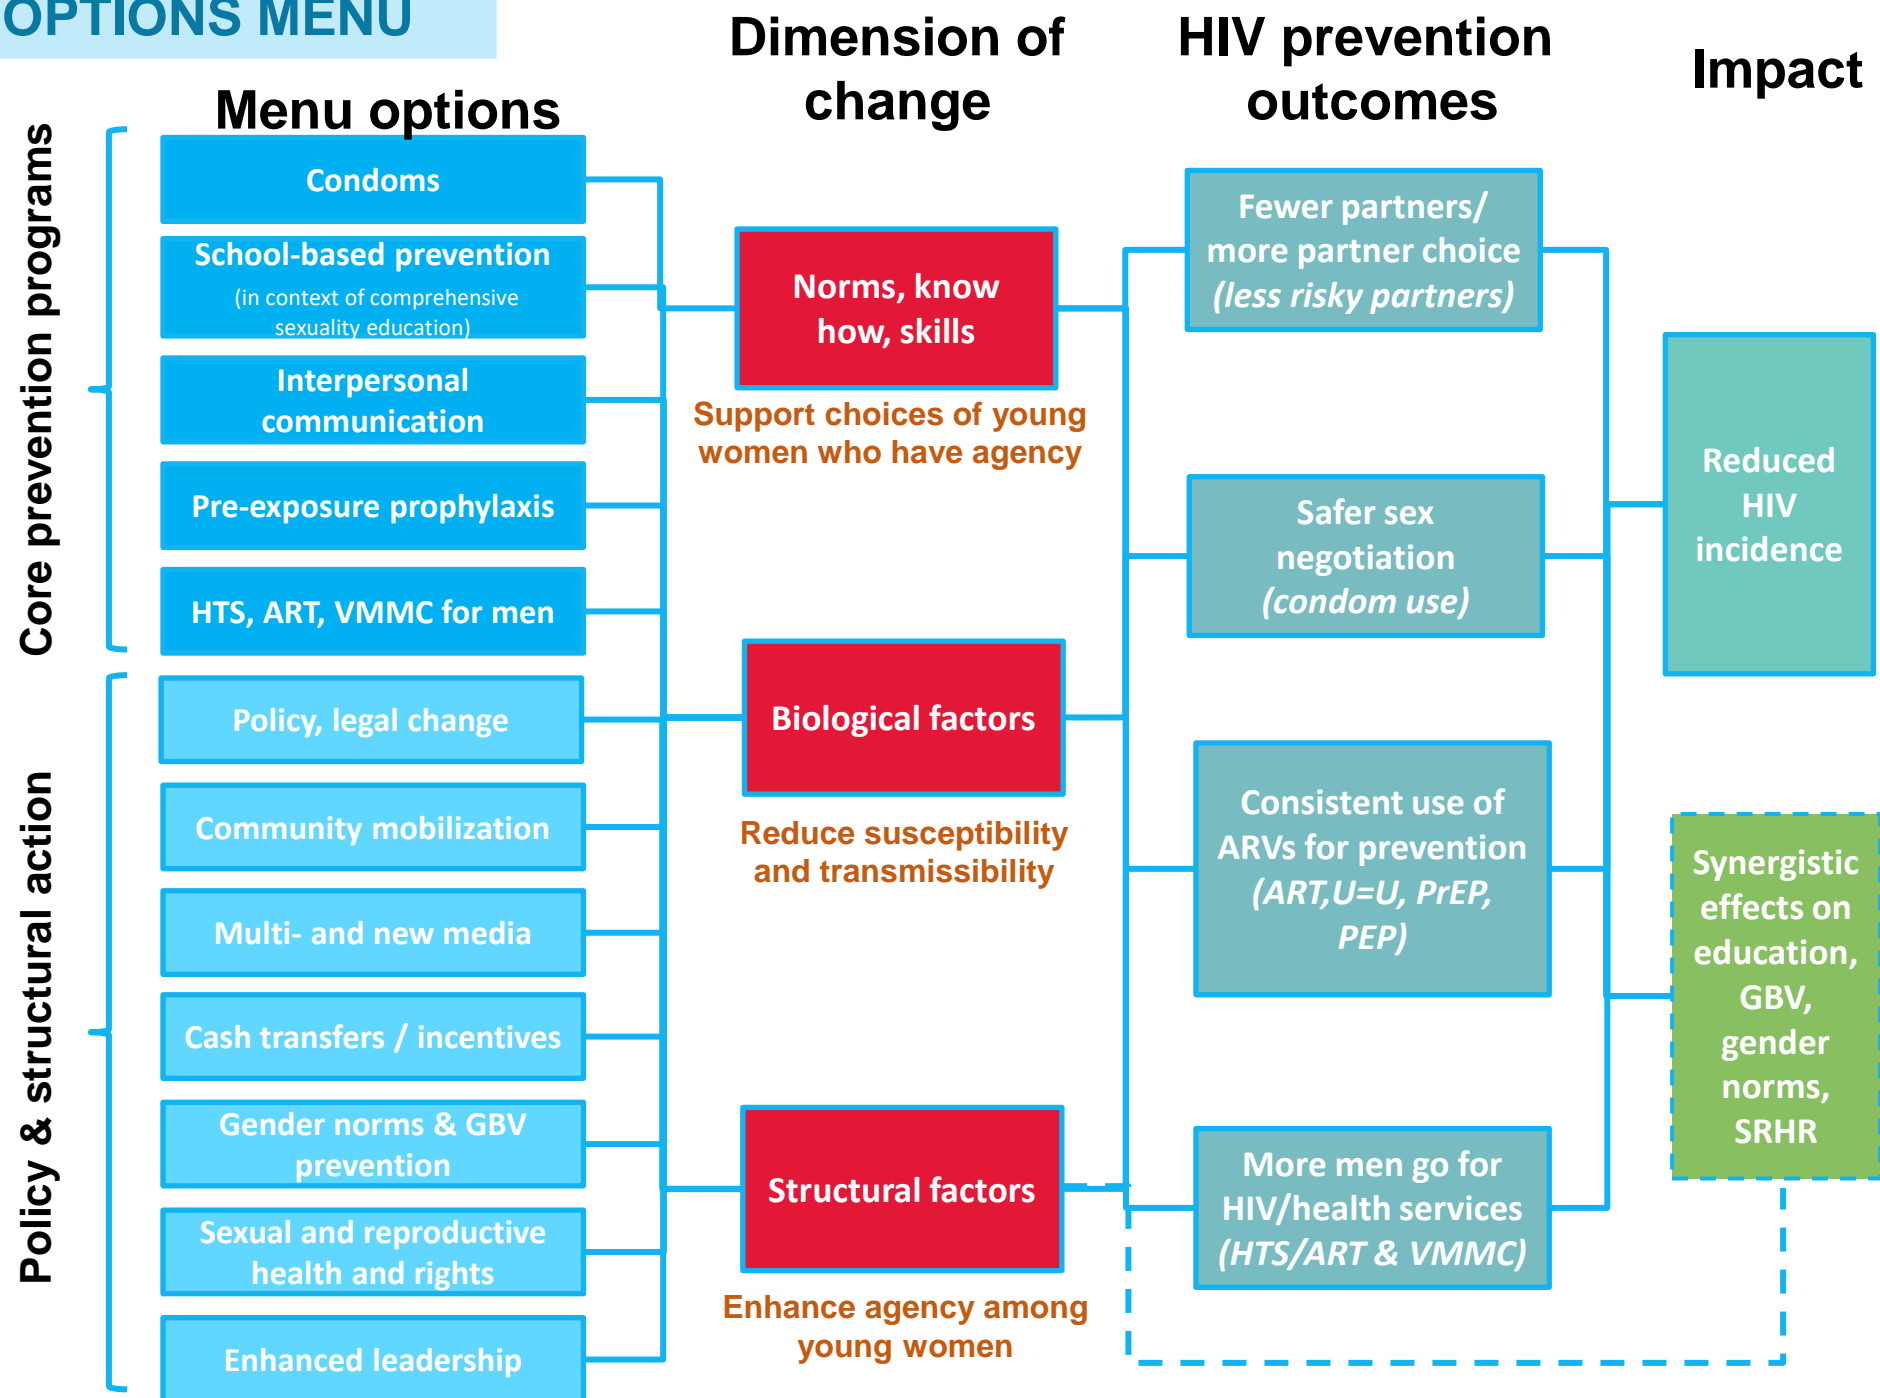 OPTIONS MENU
Menu options
Dimension of
change
HIV prevention
outcomes
Impact
Core prevention programs
Condoms
School-based prevention
(in context of comprehensive
sexuality education)
Interpersonal
communication
Pre-exposure prophylaxis
HTS, ART, VMMC for men
Policy & structural action
Policy, legal change
Community mobilization
Multi- and new media
Cash transfers / incentives
Gender norms & GBV
prevention
Sexual and reproductive
health and rights
Enhanced leadership
Norms, know
how, skills
Support choices of young
women who have agency
Biological factors
Reduce susceptibility
and transmissibility
Structural factors
Enhance agency among
young women
Fewer partners/
more partner choice
(less risky partners)
Safer sex
negotiation
(condom use)
Consistent use of
ARVs for prevention
(ART,U=U, PrEP,
PEP)
More men go for
HIV/health services
(HTS/ART & VMMC)
Reduced
HIV
incidence
Synergistic
effects on
education,
GBV,
gender
norms,
SRHR